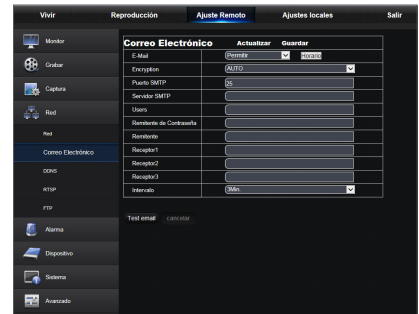 Vivir Reproducción Ajuste Remoto Ajustes locales Salir
Monitor
Grabar
Captura
Red
Red
Correo Electrónico
DDNS
RTSP
FTP
Alarma
Dispositivo
Sistema
Avanzado
Correo Electrónico Actualizar Guardar
E-Mail Permitir Horario
Encryption AUTO
Puerto SMTP 25
Servidor SMTP
Users
Remitente de Contraseña
Remitente
Receptor1
Receptor2
Receptor3
Intervalo 3Min.
Test email cancelar